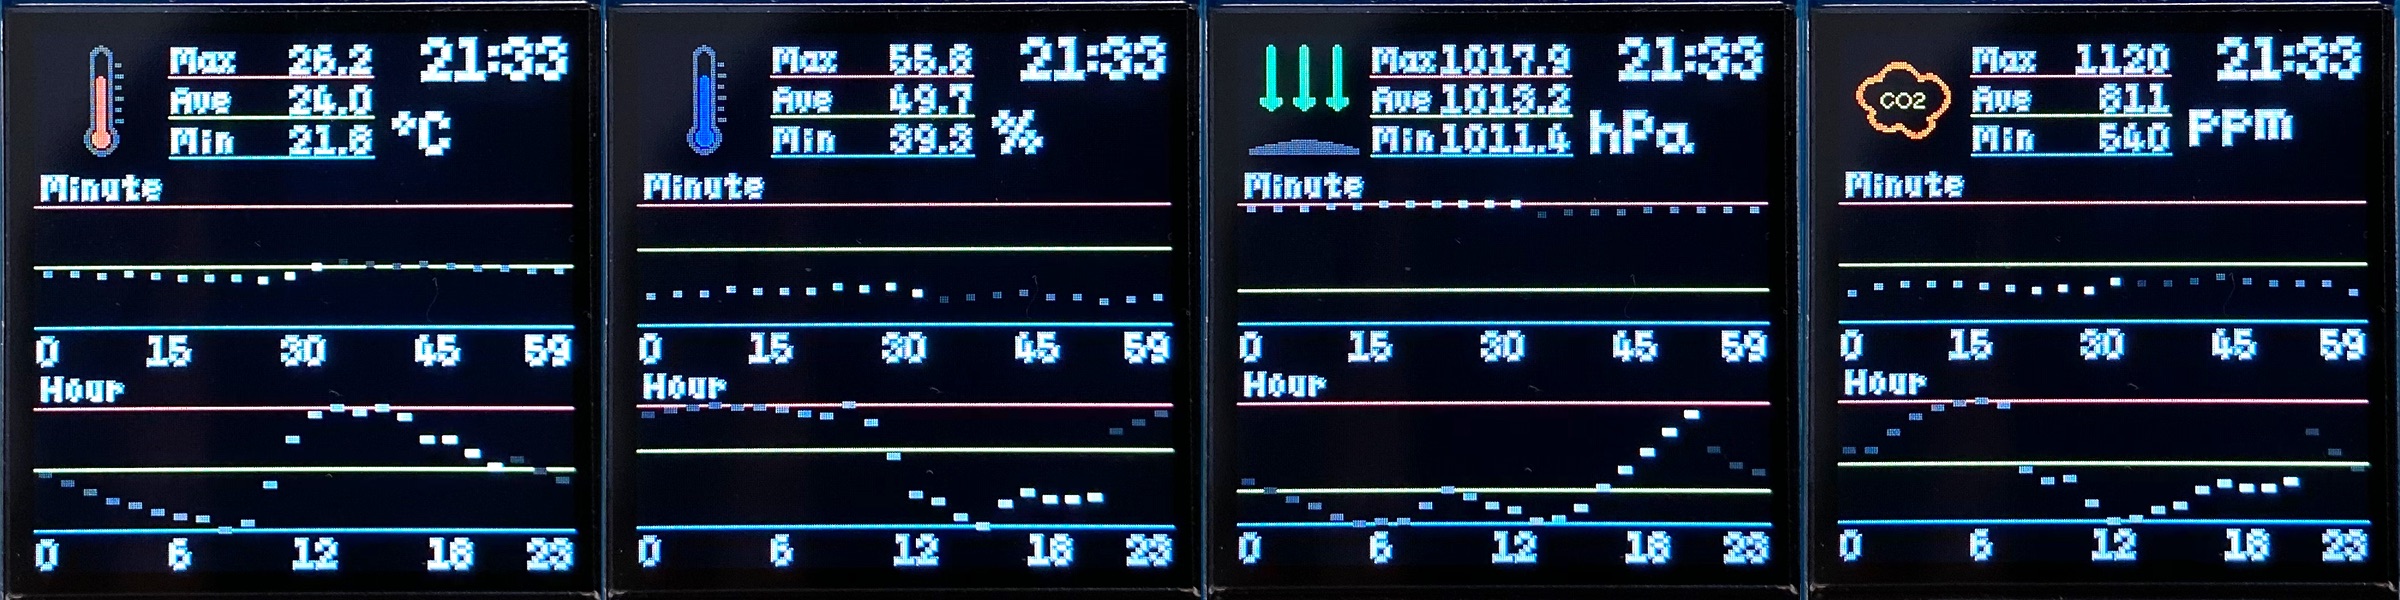 Max 26.2 21:33
Ave 24.0
°C
Min 21.8
Minute
0 15 30 45 59
Hour
0 6 12 18 23
Max 55.8 21:33
Ave 49.7
%
Min 39.3
Minute
0 15 30 45 59
Hour
0 6 12 18 23
Max 1017.9 21:33
Ave 1013.2
hPa
Min 1011.4
Minute
0 15 30 45 59
Hour
0 6 12 18 23
CO2
Max 1120 21:33
Ave 811
ppm
Min 540
Minute
0 15 30 45 59
Hour
0 6 12 18 23